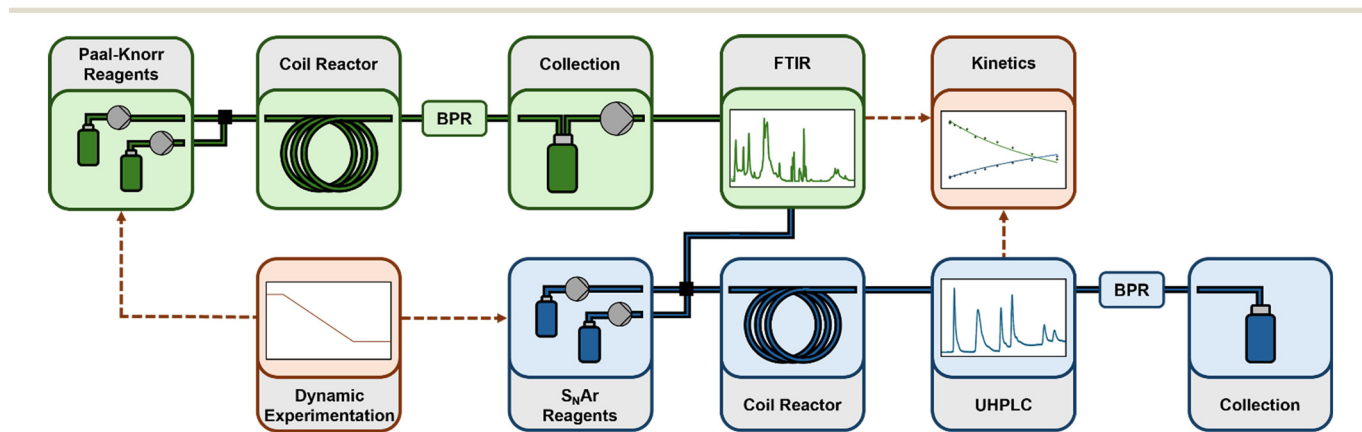 Paal-Knorr
Reagents
Coil Reactor
BPR
Collection
FTIR
Kinetics
Dynamic
Experimentation
SNAr
Reagents
Coil Reactor
UHPLC
BPR
Collection